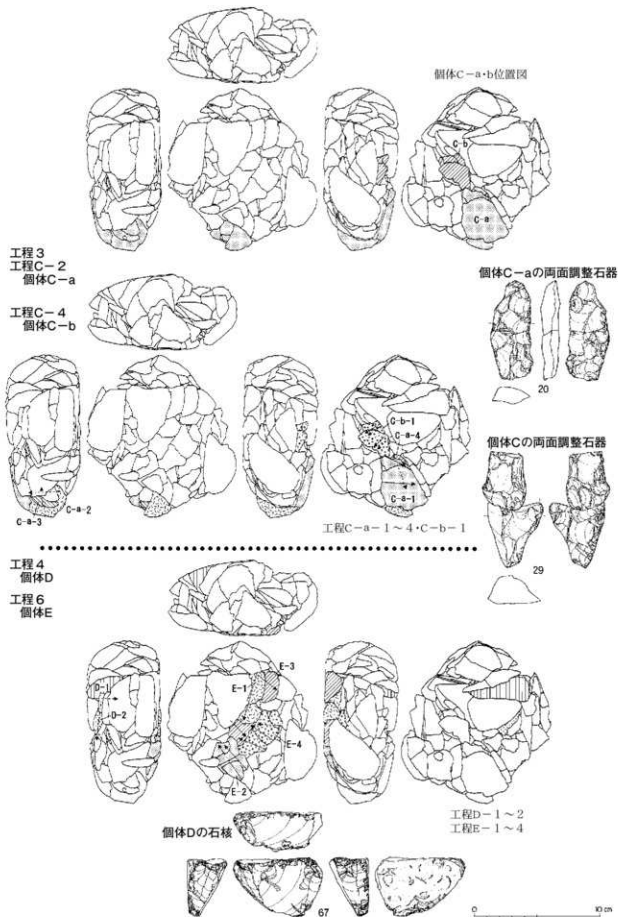 個体C-a・b位置図
C-b
C-a
工程3
工程C-2
個体C-a
工程C-4
個体C-b
個体C-aの両面調整石器
20
個体Cの両面調整石器
29
C-b-1
C-a-4
C-a-1
C-a-2
C-a-3
工程C-a-1～4・C-b-1
工程4
個体D
工程6
個体E
D-1
D-2
E-3
E-1
E-4
E-2
工程D-1～2
工程E-1～4
個体Dの石核
67
0 10cm